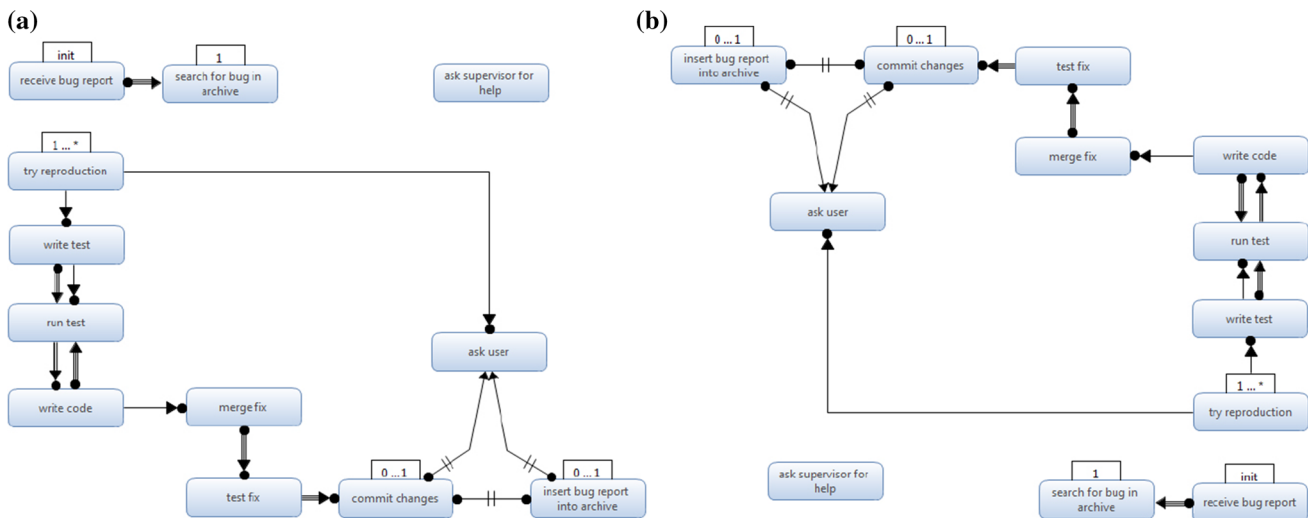 (a)
init
receive bug report
1
search for bug in
archive
ask supervisor for
help
1 ... *
try reproduction
write test
run test
write code
ask user
merge fix
test fix
0 ... 1
commit changes
0 ... 1
insert bug report
into archive
(b)
0 ... 1
insert bug report
into archive
0 ... 1
commit changes
test fix
merge fix
write code
ask user
run test
write test
1 ... *
try reproduction
ask supervisor for
help
1
search for bug in
archive
init
receive bug report